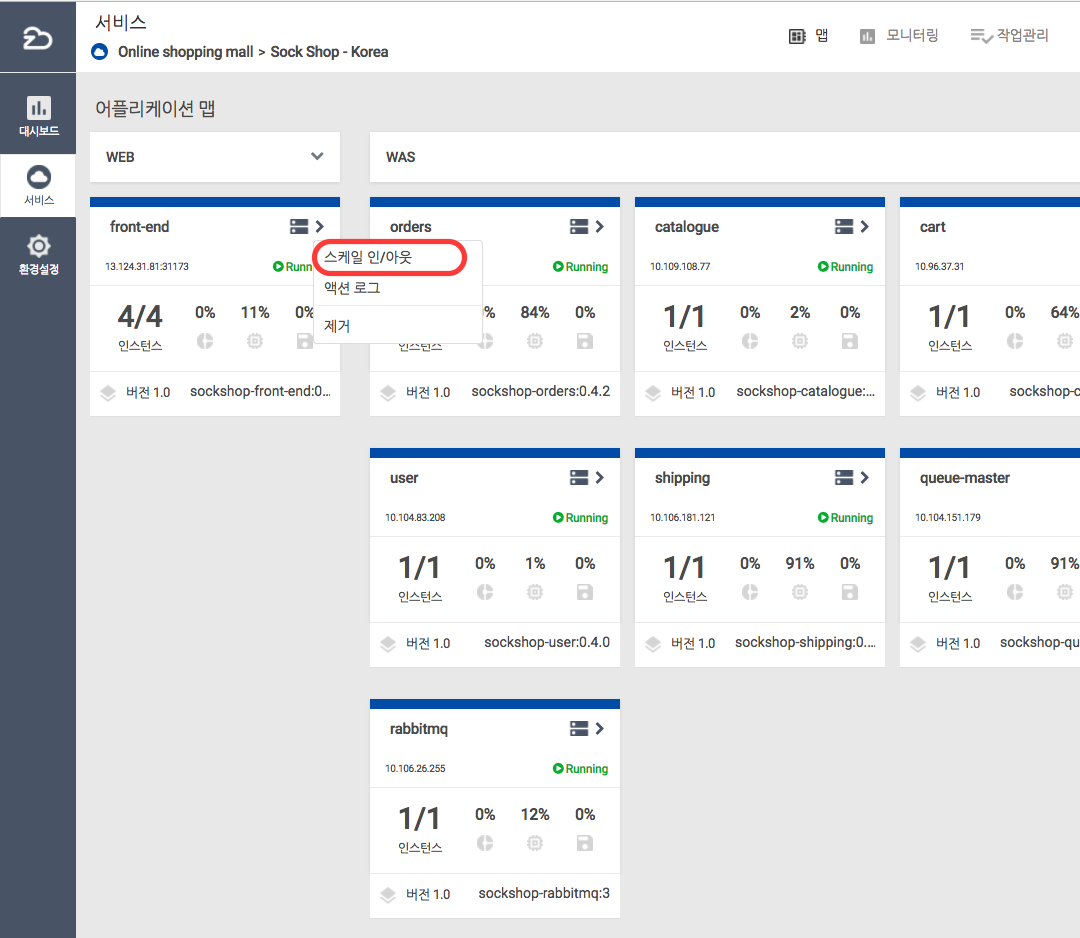 서비스
Online shopping mall > Sock Shop - Korea
맵
모니터링
작업관리
대시보드
서비스
환경설정
어플리케이션 맵
WEB
WAS
front-end
13.124.31.81:31173
Runn
4/4
인스턴스
0%
11%
0%
버전 1.0
sockshop-front-end:0...
스케일 인/아웃
액션 로그
제거
orders
Running
%
84%
0%
인스턴스
버전 1.0
sockshop-orders:0.4.2
catalogue
10.109.108.77
Running
1/1
인스턴스
0%
2%
0%
버전 1.0
sockshop-catalogue:...
cart
10.96.37.31
1/1
인스턴스
0%
64%
버전 1.0
sockshop-c
user
10.104.83.208
Running
1/1
인스턴스
0%
1%
0%
버전 1.0
sockshop-user:0.4.0
shipping
10.106.181.121
Running
1/1
인스턴스
0%
91%
0%
버전 1.0
sockshop-shipping:0....
queue-master
10.104.151.179
1/1
인스턴스
0%
91%
버전 1.0
sockshop-qu
rabbitmq
10.106.26.255
Running
1/1
인스턴스
0%
12%
0%
버전 1.0
sockshop-rabbitmq:3